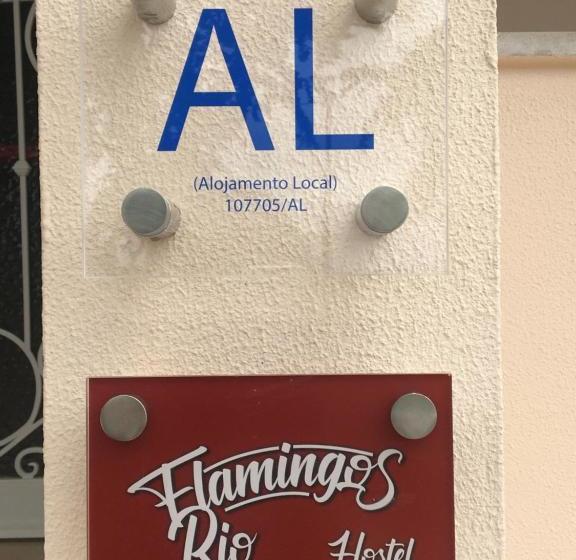 AL
(Alojamento Local)
107705/AL
Flamingos
Rio Hostel